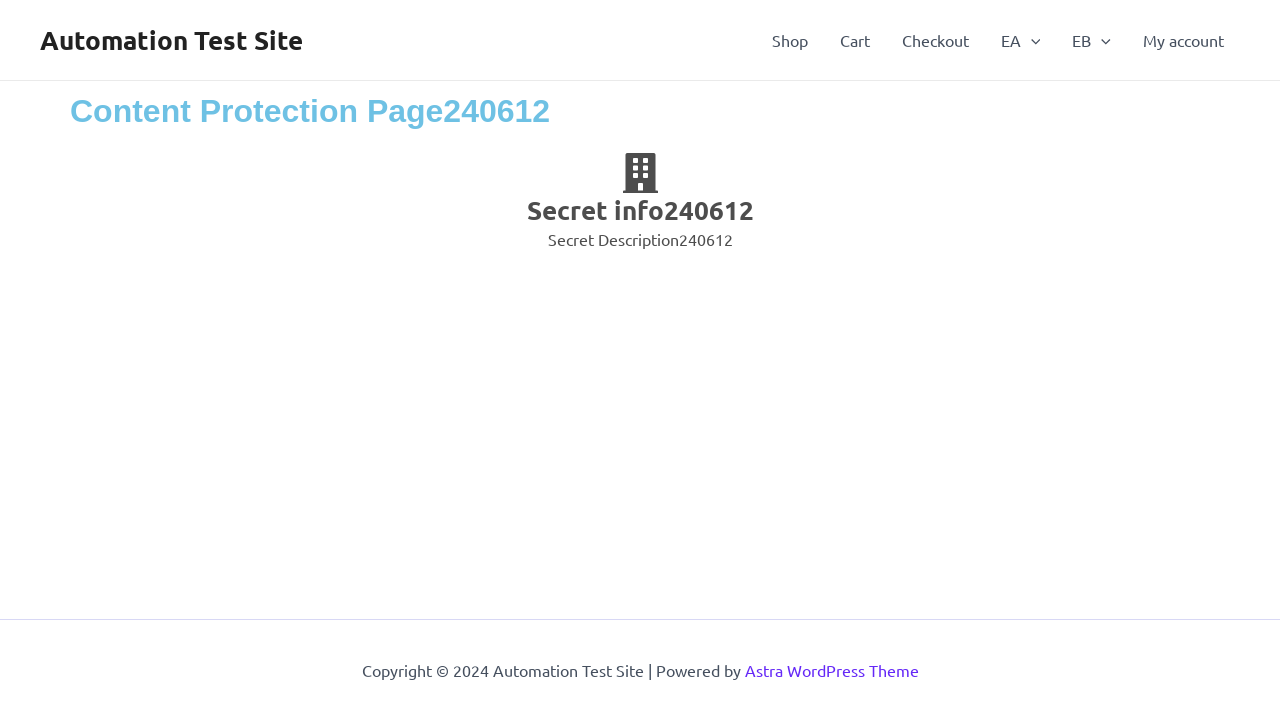 Automation Test Site
Shop Cart Checkout EA EB My account
Content Protection Page240612
Secret info240612
Secret Description240612
Copyright © 2024 Automation Test Site | Powered by Astra WordPress Theme